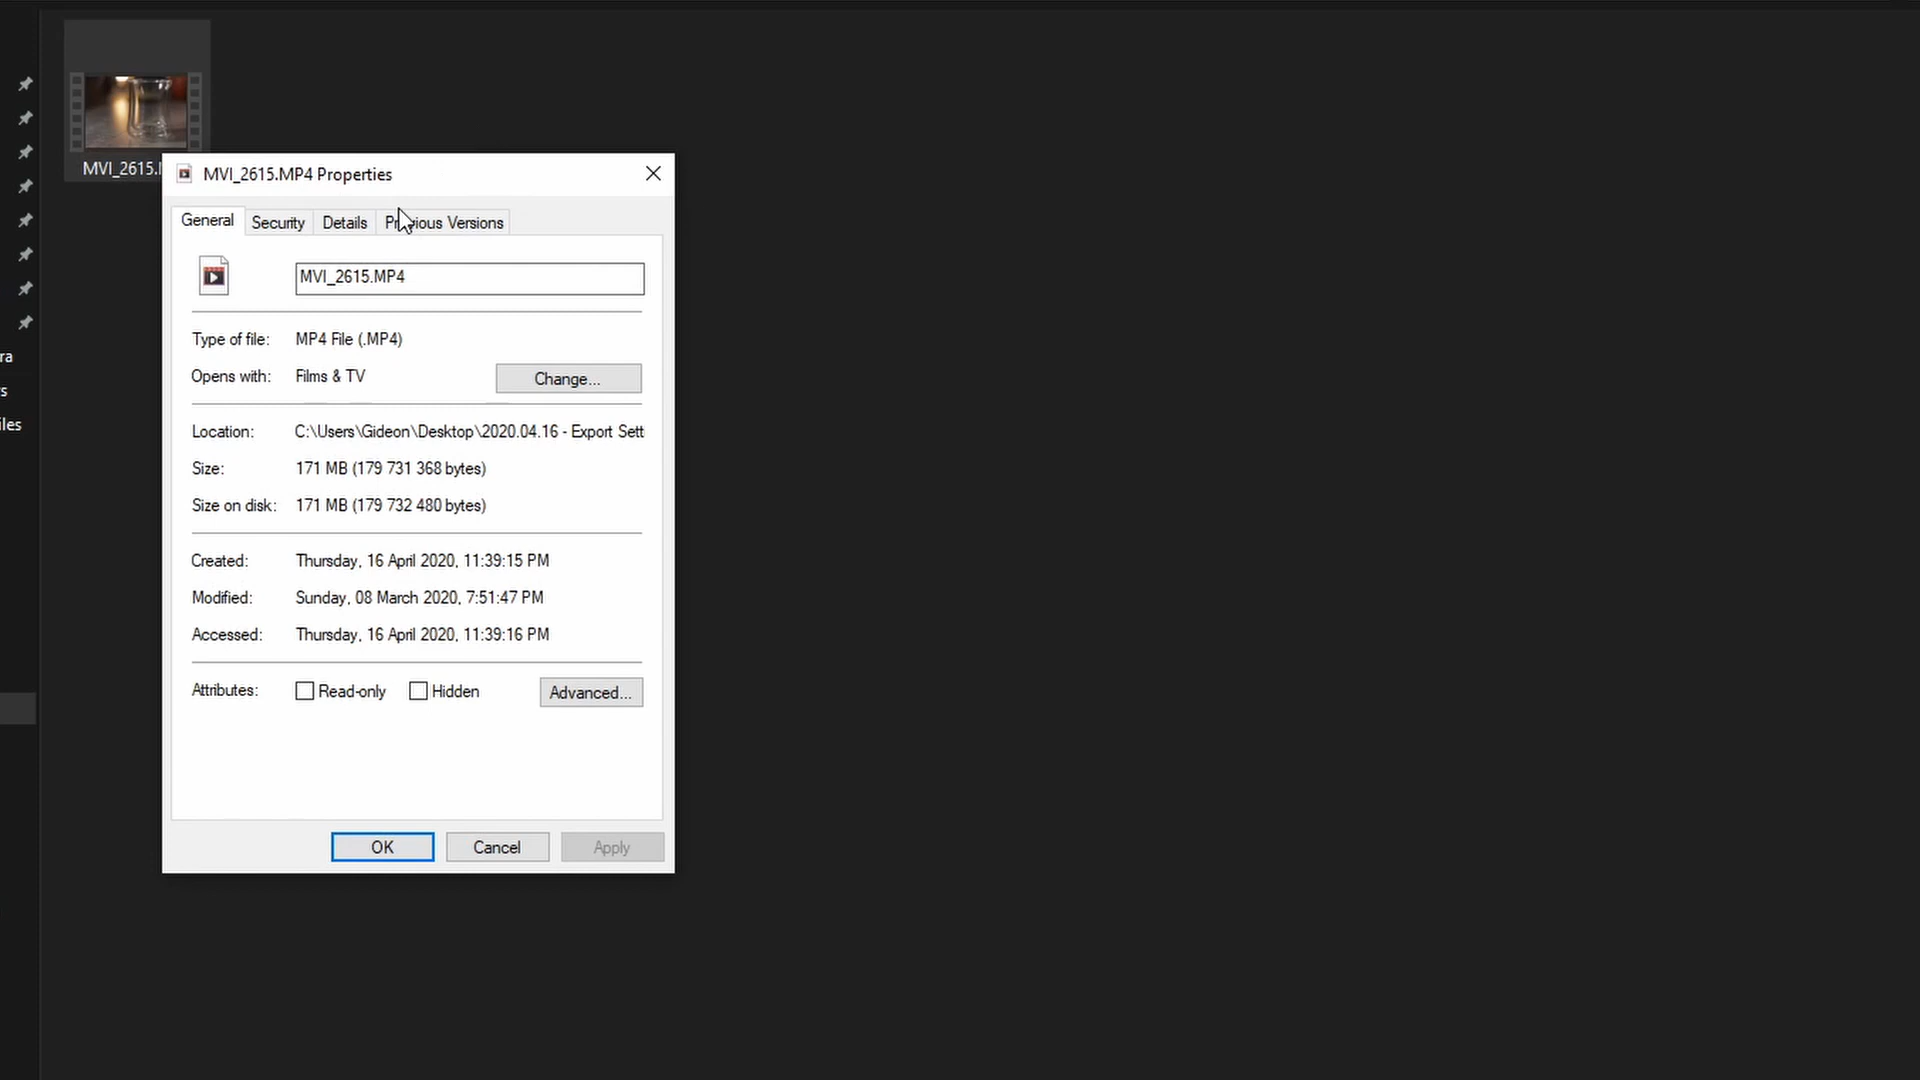 MVI_2615.
MVI_2615.MP4 Properties
General Security Details Previous Versions
MVI_2615.MP4
Type of file: MP4 File (.MP4)
Opens with: Films & TV Change...
Location: C:\Users\Gideon\Desktop\2020.04.16 - Export Sett
Size: 171 MB (179 731 368 bytes)
Size on disk: 171 MB (179 732 480 bytes)
Created: Thursday, 16 April 2020, 11:39:15 PM
Modified: Sunday, 08 March 2020, 7:51:47 PM
Accessed: Thursday, 16 April 2020, 11:39:16 PM
Attributes: Read-only Hidden Advanced...
OK Cancel Apply
ra
s
iles